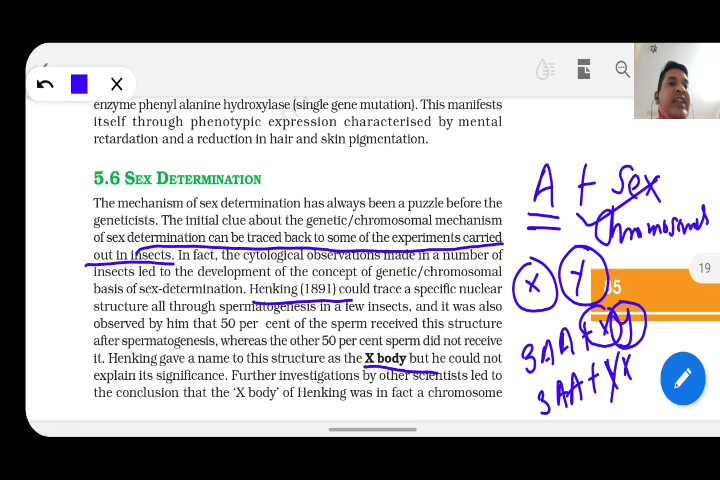 enzyme phenyl alanine hydroxylase (single gene mutation). This manifests
itself through phenotypic expression characterised by mental
retardation and a reduction in hair and skin pigmentation.
5.6 SEX DETERMINATION
The mechanism of sex determination has always been a puzzle before the
geneticists. The initial clue about the genetic/chromosomal mechanism
of sex determination can be traced back to some of the experiments carried
out in insects. In fact, the cytological observations made in a number of
insects led to the development of the concept of genetic/chromosomal
basis of sex-determination. Henking (1891) could trace a specific nuclear
structure all through spermatogenesis in a few insects, and it was also
observed by him that 50 per cent of the sperm received this structure
after spermatogenesis, whereas the other 50 per cent sperm did not receive
it. Henking gave a name to this structure as the X body but he could not
explain its significance. Further investigations by other scientists led to
the conclusion that the 'X body' of Henking was in fact a chromosome
A + Sex
Chromosomes
X Y
19
AA + XY
AA + XX